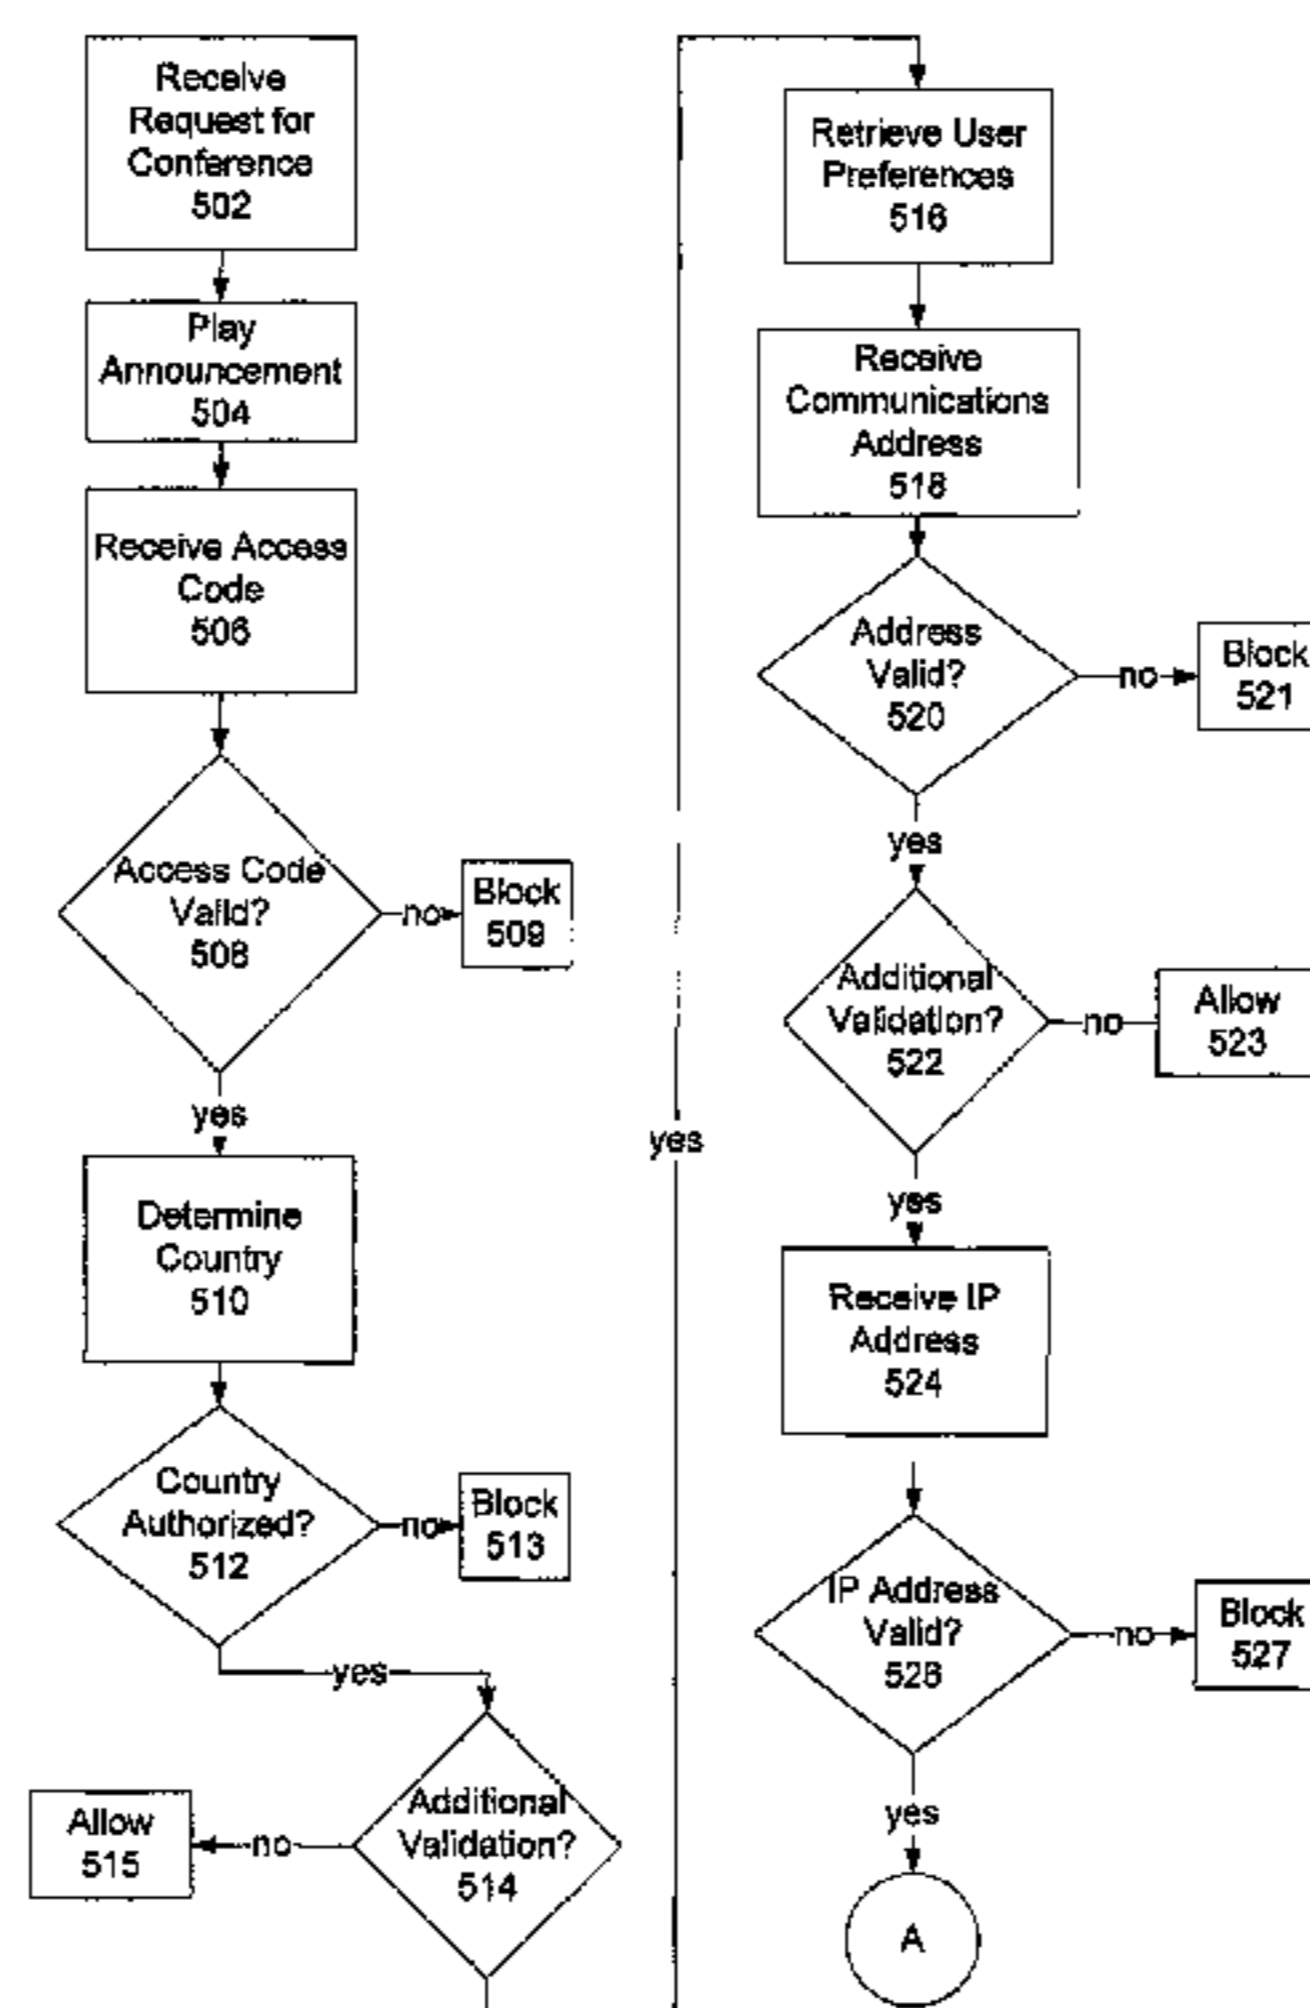 Receive
Request for
Conference
502
Play
Announcement
504
Receive Access
Code
506
Access Code
Valid?
508
no
Block
509
yes
Determine
Country
510
Country
Authorized?
512
no
Block
513
yes
Additional
Validation?
514
no
Allow
515
yes
Retrieve User
Preferences
516
Receive
Communications
Address
518
Address
Valid?
520
no
Block
521
yes
Additional
Validation?
522
no
Allow
523
yes
Receive IP
Address
524
IP Address
Valid?
526
no
Block
527
yes
A